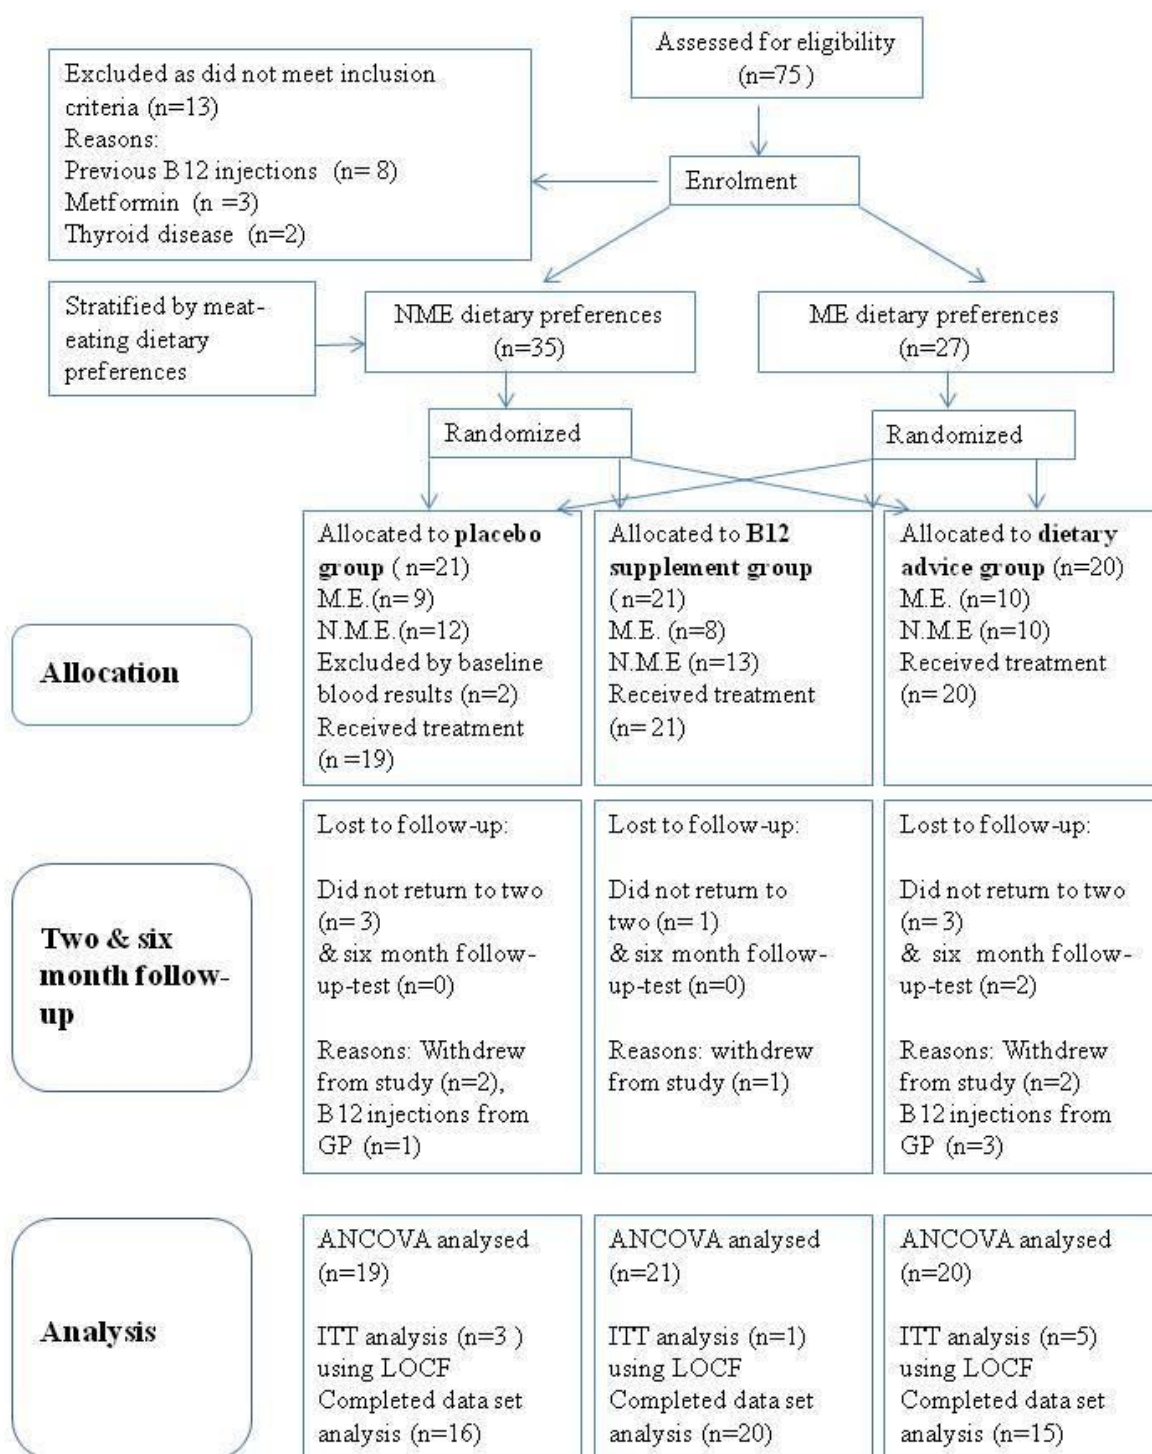 Assessed for eligibility
(n=75 )
Excluded as did not meet inclusion
criteria (n=13)
Reasons:
Previous B12 injections (n= 8)
Metformin (n =3)
Thyroid disease (n=2)
Enrolment
Stratified by meat-
eating dietary
preferences
NME dietary preferences
(n=35)
ME dietary preferences
(n=27)
Randomized
Randomized
Allocation
Allocated to placebo
group ( n=21)
M.E.(n= 9)
N.M.E.(n=12)
Excluded by baseline
blood results (n=2)
Received treatment
(n =19)
Allocated to B12
supplement group
( n=21)
M.E. (n=8)
N.M.E (n=13)
Received treatment
(n= 21)
Allocated to dietary
advice group (n=20)
M.E. (n=10)
N.M.E (n=10)
Received treatment
(n= 20)
Two & six
month follow-
up
Lost to follow-up:
Did not return to two
(n= 3)
& six month follow-
up-test (n=0)
Reasons: Withdrew
from study (n=2),
B12 injections from
GP (n=1)
Lost to follow-up:
Did not return to
two (n= 1)
& six month follow-
up-test (n=0)
Reasons: withdrew
from study (n=1)
Lost to follow-up:
Did not return to two
(n= 3)
& six month follow-
up-test (n=2)
Reasons: Withdrew
from study (n=2)
B12 injections from
GP (n=3)
Analysis
ANCOVA analysed
(n=19)
ITT analysis (n=3 )
using LOCF
Completed data set
analysis (n=16)
ANCOVA analysed
(n=21)
ITT analysis (n=1)
using LOCF
Completed data set
analysis (n=20)
ANCOVA analysed
(n=20)
ITT analysis (n=5)
using LOCF
Completed data set
analysis (n=15)